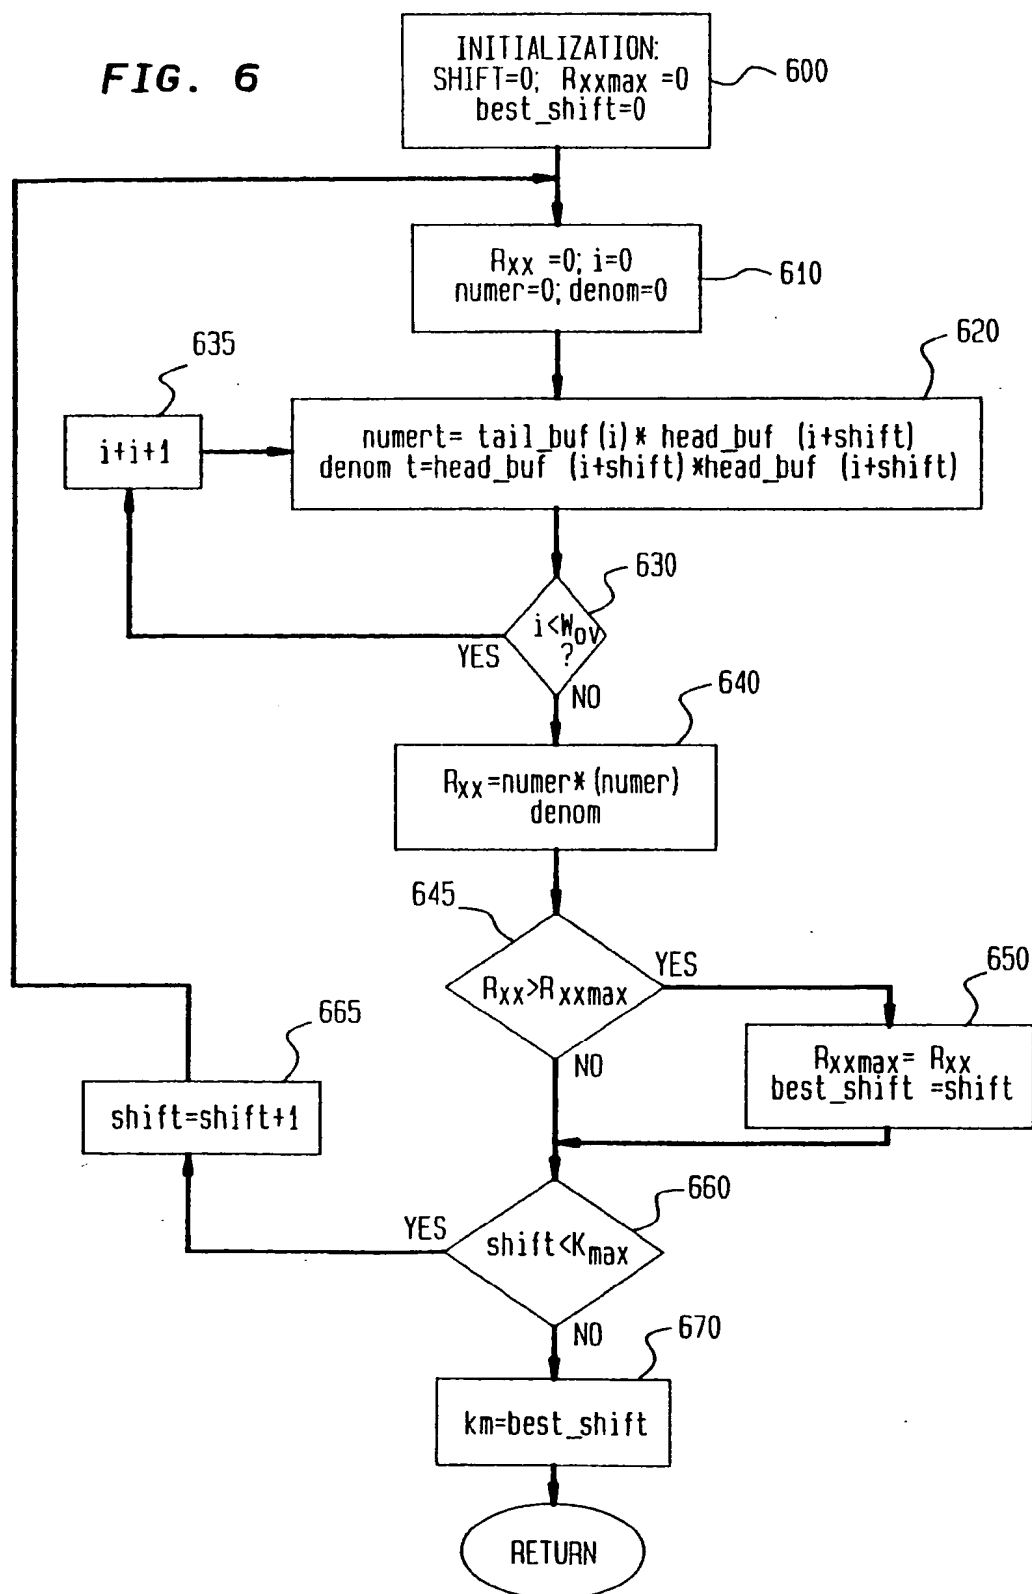 FIG. 6
INITIALIZATION:
SHIFT=0; Rxxmax =0
best_shift=0
600
Rxx =0; i=0
numer=0; denom=0
610
635
620
i+i+1
numert= tail_buf (i)* head_buf (i+shift)
denom t=head_buf (i+shift)*head_buf (i+shift)
630
i<Wov
?
YES
NO
640
Rxx=numer*(numer)
denom
645
Rxx>Rxxmax
YES
650
NO
Rxxmax= Rxx
best_shift =shift
665
shift=shift+1
660
YES
shift<Kmax
NO
670
km=best_shift
RETURN